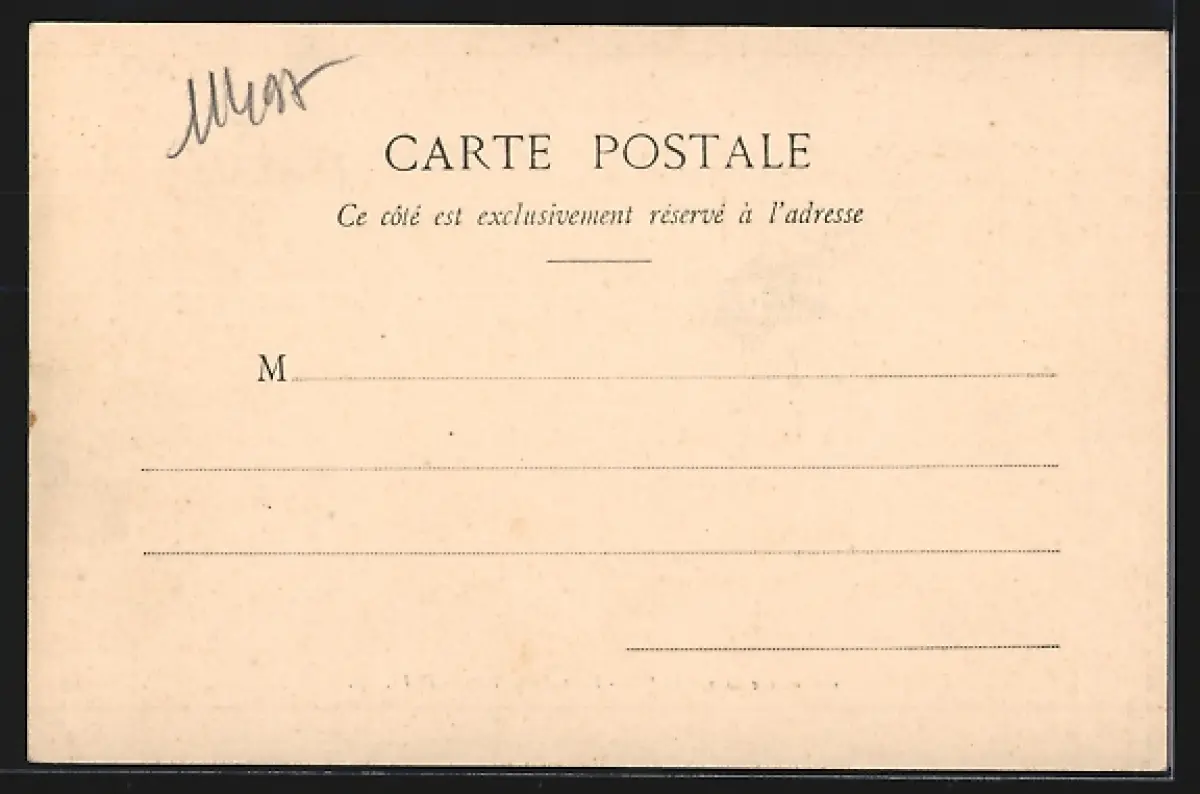 CARTE POSTALE
Ce côté est exclusivement réservé à l'adresse
M